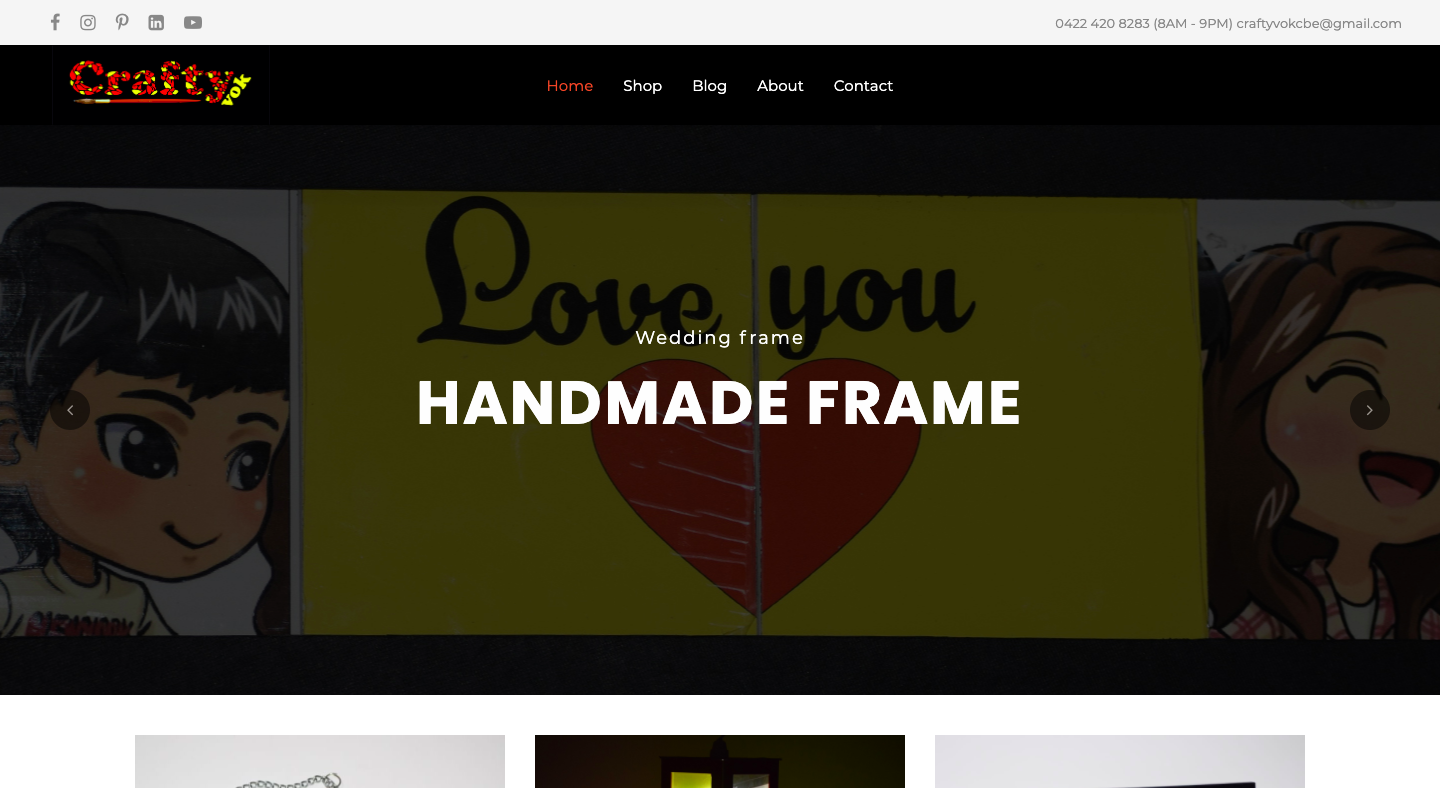 0422 420 8283 (8AM - 9PM) craftyvokcbe@gmail.com
Crafty
vok
Home Shop Blog About Contact
Love you
Wedding frame
HANDMADE FRAME